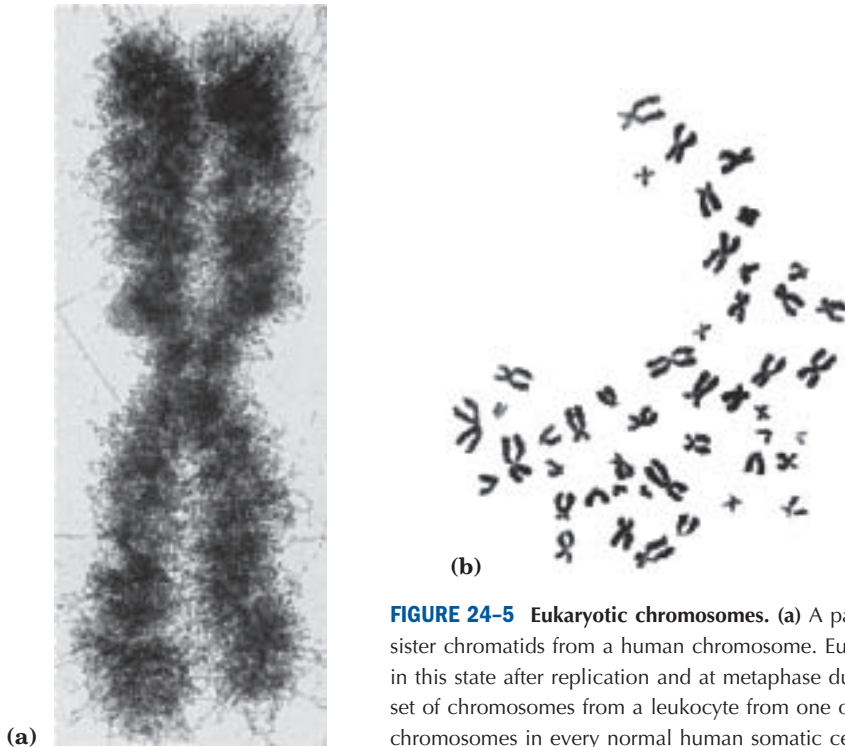 (a)
(b)
FIGURE 24–5 Eukaryotic chromosomes. (a) A pa
sister chromatids from a human chromosome. Eu
in this state after replication and at metaphase du
set of chromosomes from a leukocyte from one o
chromosomes in every normal human somatic ce